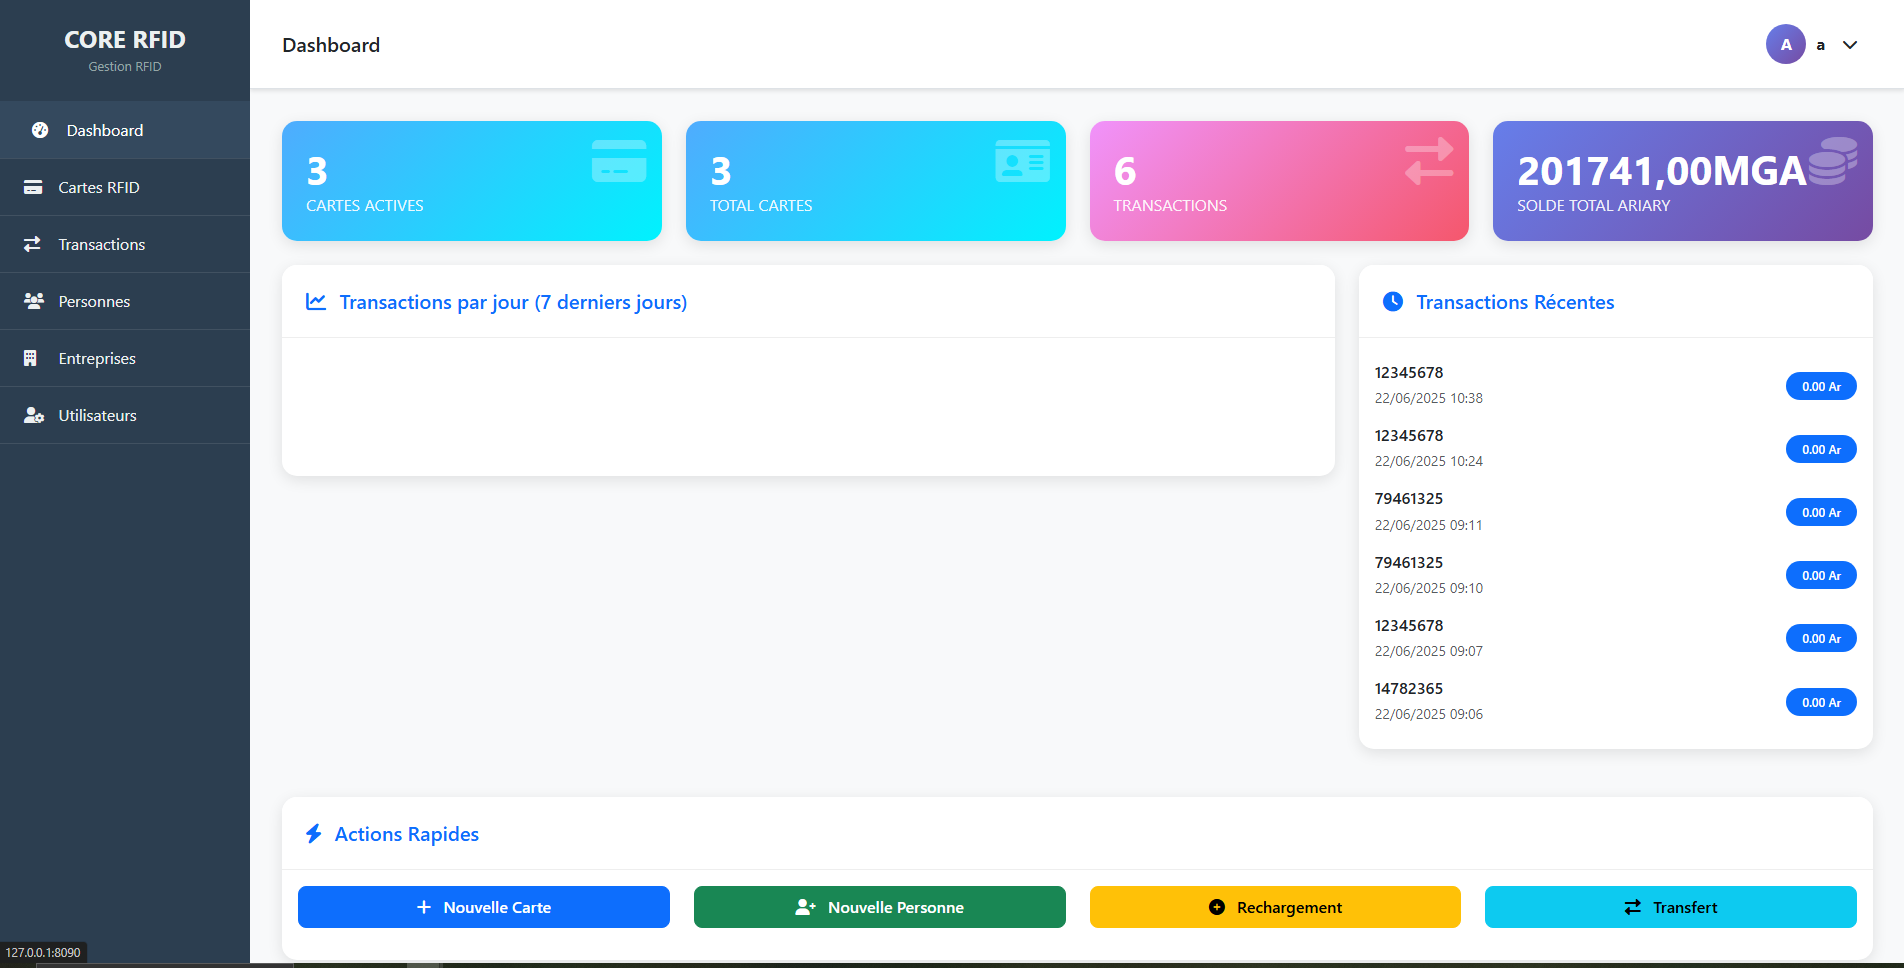 CORE RFID
Gestion RFID
Dashboard
Cartes RFID
Transactions
Personnes
Entreprises
Utilisateurs
Dashboard
A a
3
CARTES ACTIVES
3
TOTAL CARTES
6
TRANSACTIONS
201741,00MGA
SOLDE TOTAL ARIARY
Transactions par jour (7 derniers jours)
Transactions Récentes
12345678
22/06/2025 10:38
0.00 Ar
12345678
22/06/2025 10:24
0.00 Ar
79461325
22/06/2025 09:11
0.00 Ar
79461325
22/06/2025 09:10
0.00 Ar
12345678
22/06/2025 09:07
0.00 Ar
14782365
22/06/2025 09:06
0.00 Ar
Actions Rapides
Nouvelle Carte
Nouvelle Personne
Rechargement
Transfert
127.0.0.1:8090